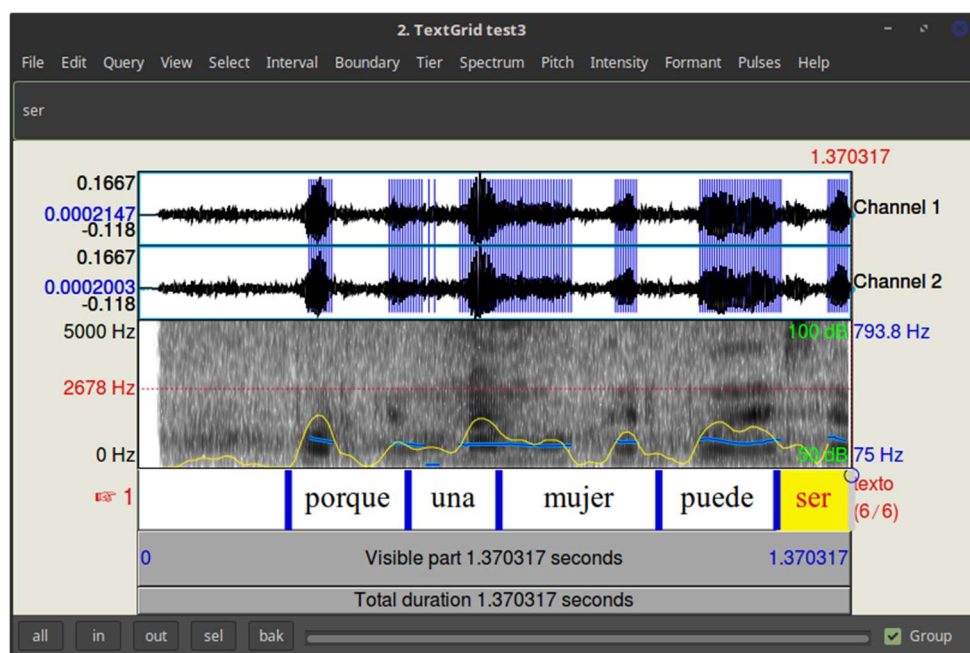 2. TextGrid test3
File Edit Query View Select Interval Boundary Tier Spectrum Pitch Intensity Formant Pulses Help
ser
1.370317
0.1667
0.0002147
-0.118
Channel 1
0.1667
0.0002003
-0.118
Channel 2
5000 Hz
100 dB
793.8 Hz
2678 Hz
0 Hz
50 dB
75 Hz
1
porque una mujer puede ser
texto
(6/6)
0 Visible part 1.370317 seconds 1.370317
Total duration 1.370317 seconds
all in out sel bak Group